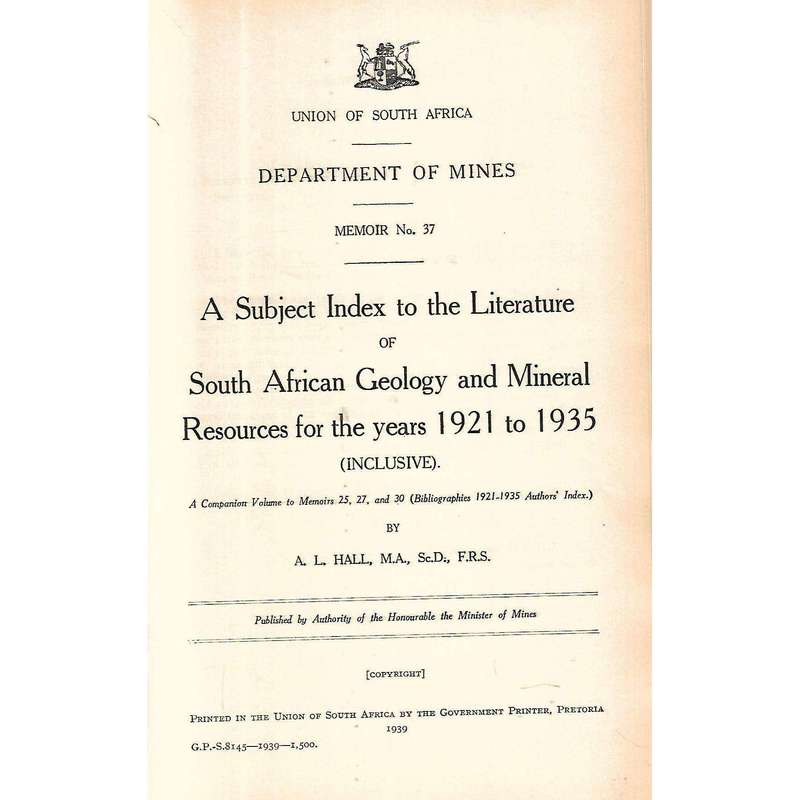 UNION OF SOUTH AFRICA
DEPARTMENT OF MINES
MEMOIR No. 37
A Subject Index to the Literature
OF
South African Geology and Mineral
Resources for the years 1921 to 1935
(INCLUSIVE).
A Companion Volume to Memoirs 25, 27, and 30 (Bibliographies 1921-1935 Authors' Index.)
BY
A. L. HALL, M.A., Sc.D., F.R.S.
Published by Authority of the Honourable the Minister of Mines
[COPYRIGHT]
PRINTED IN THE UNION OF SOUTH AFRICA BY THE GOVERNMENT PRINTER, PRETORIA
1939
G.P.-S.8145—1939—1,500.